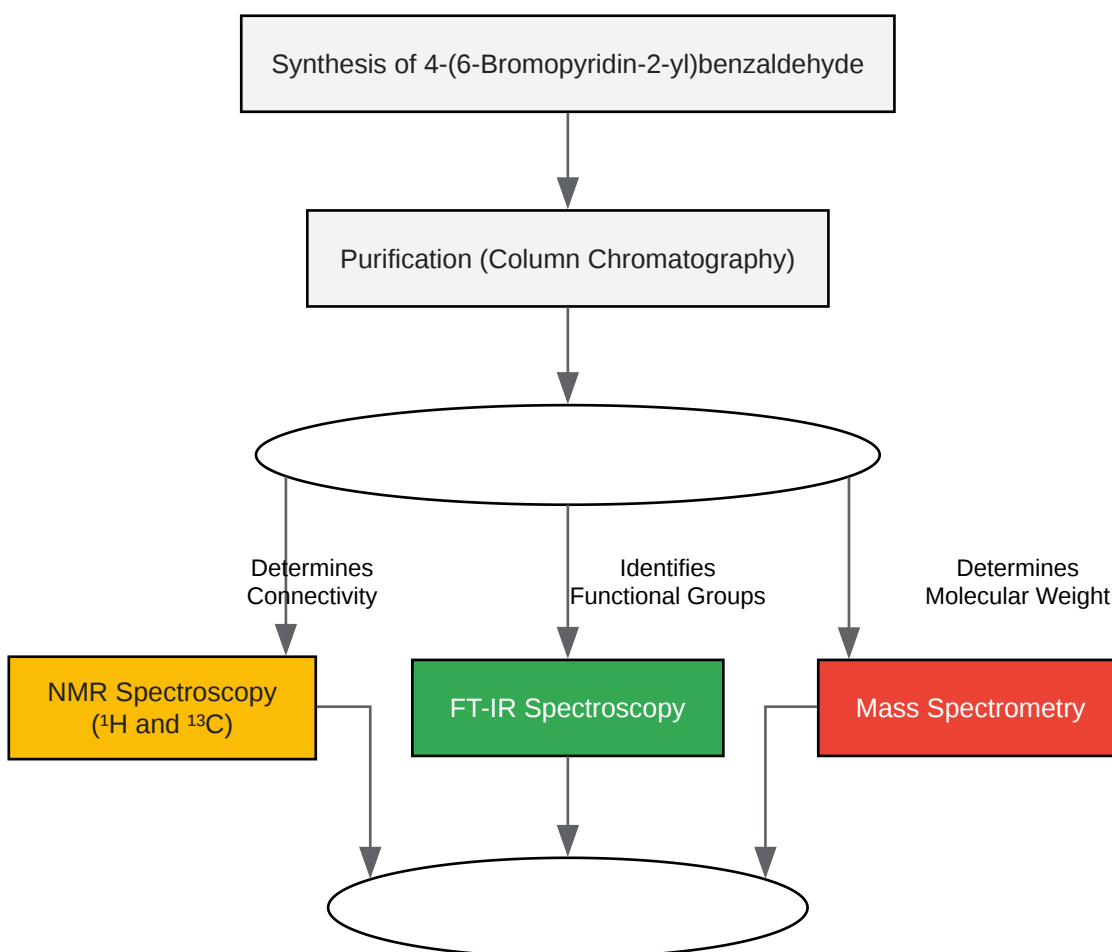 Synthesis of 4-(6-Bromopyridin-2-yl)benzaldehyde
Purification (Column Chromatography)
Determines
Connectivity
Identifies
Functional Groups
Determines
Molecular Weight
NMR Spectroscopy
(¹H and ¹³C)
FT-IR Spectroscopy
Mass Spectrometry